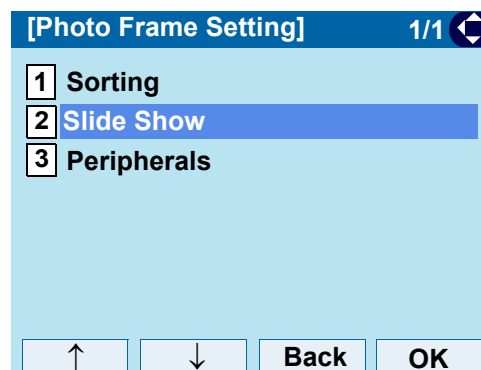 [Photo Frame Setting] 1/1
1 Sorting
2 Slide Show
3 Peripherals
↑ ↓ Back OK